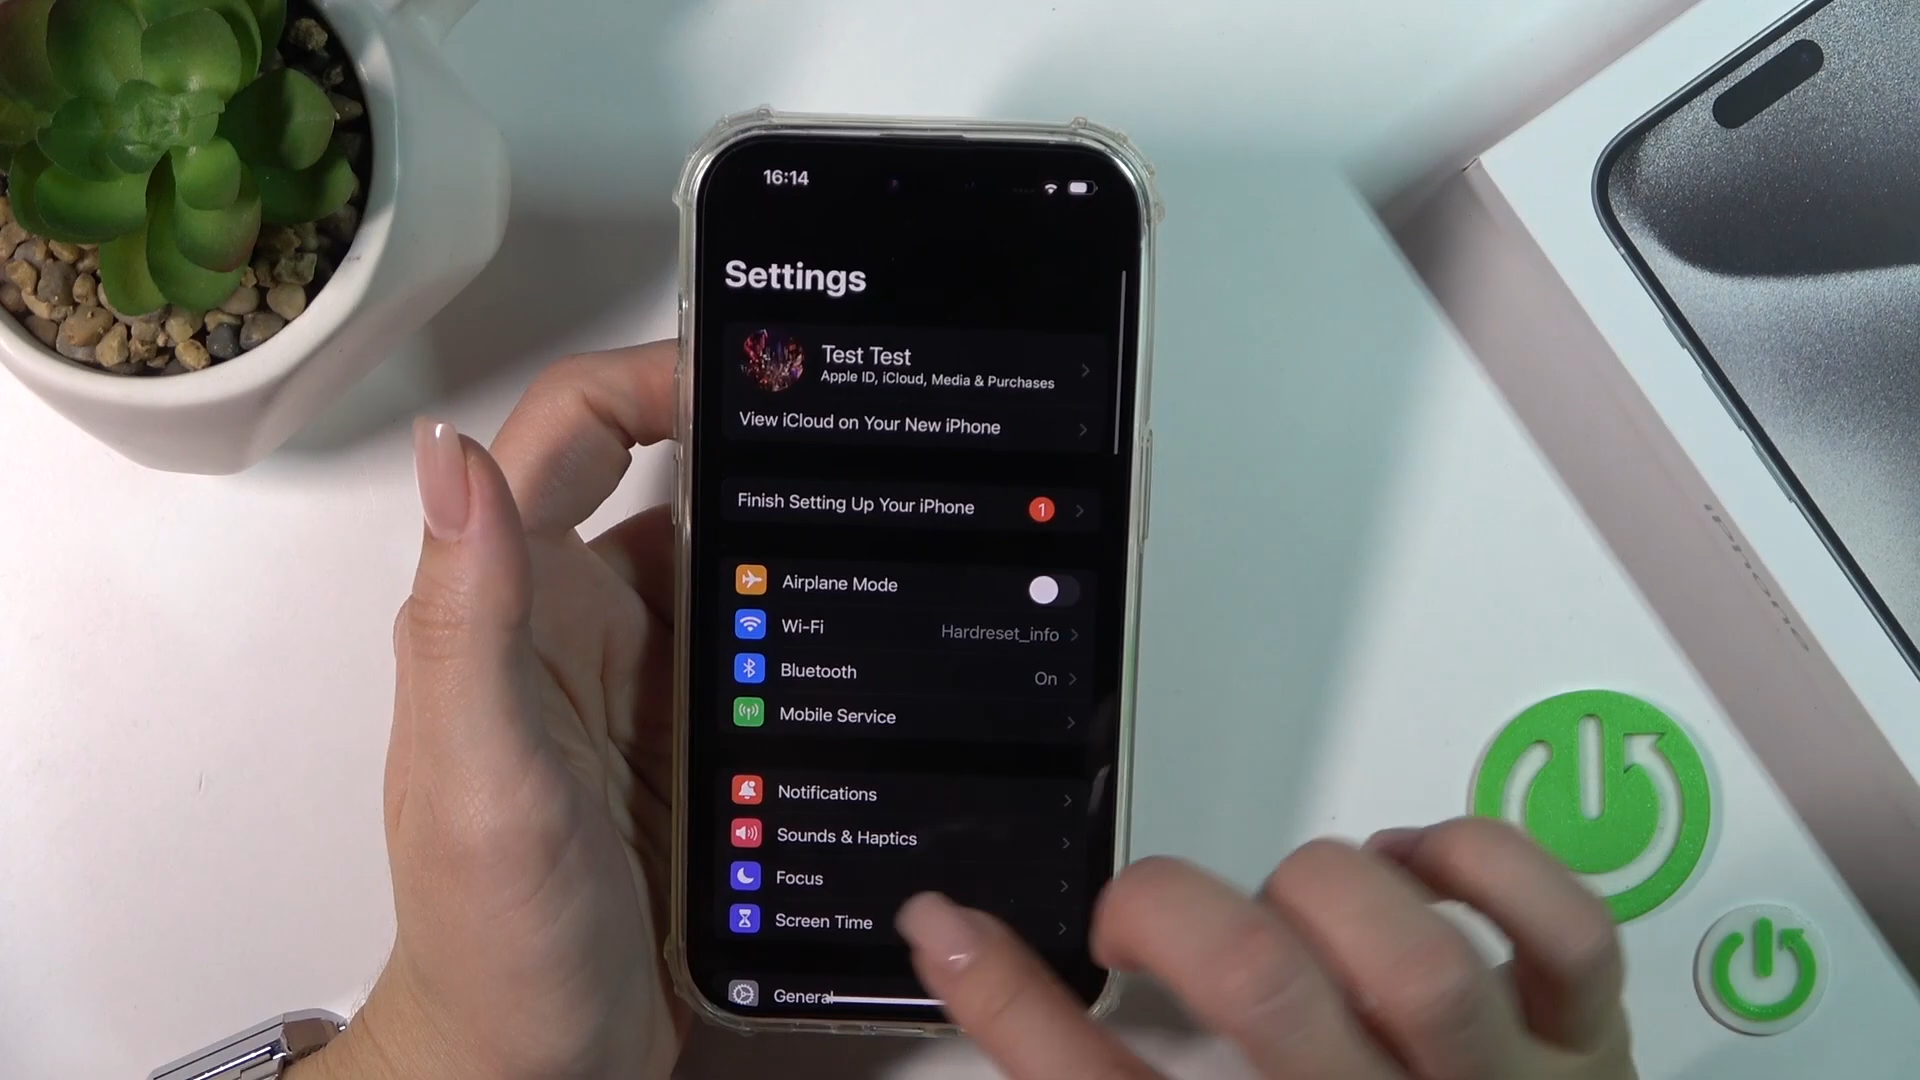 16:14
Settings
Test Test
Apple ID, iCloud, Media & Purchases
View iCloud on Your New iPhone
Finish Setting Up Your iPhone
1
Airplane Mode
Wi-Fi
Hardreset_info
Bluetooth
On
Mobile Service
Notifications
Sounds & Haptics
Focus
Screen Time
General
iPhone